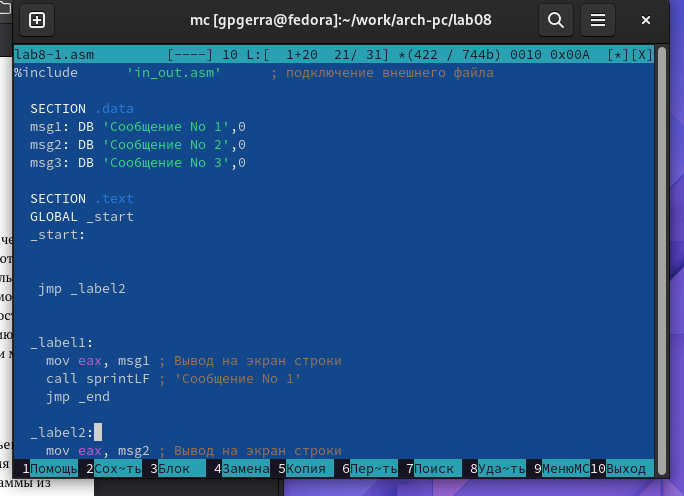 mc [gpgerra@fedora]:~/work/arch-pc/lab08
lab8-1.asm [----] 10 L:[ 1+20 21/ 31] *(422 / 744b) 0010 0x00A [*][X]
%include 'in_out.asm' ; подключение внешнего файла
SECTION .data
msg1: DB 'Сообщение No 1',0
msg2: DB 'Сообщение No 2',0
msg3: DB 'Сообщение No 3',0
SECTION .text
GLOBAL _start
_start:
jmp _label2
_label1:
mov eax, msg1 ; Вывод на экран строки
call sprintLF ; 'Сообщение No 1'
jmp _end
_label2:
mov eax, msg2 ; Вывод на экран строки
1Помощь 2Сох~ть 3Блок 4Замена 5Копия 6Пер~ть 7Поиск 8Уда~ть 9МенюMC 10Выход